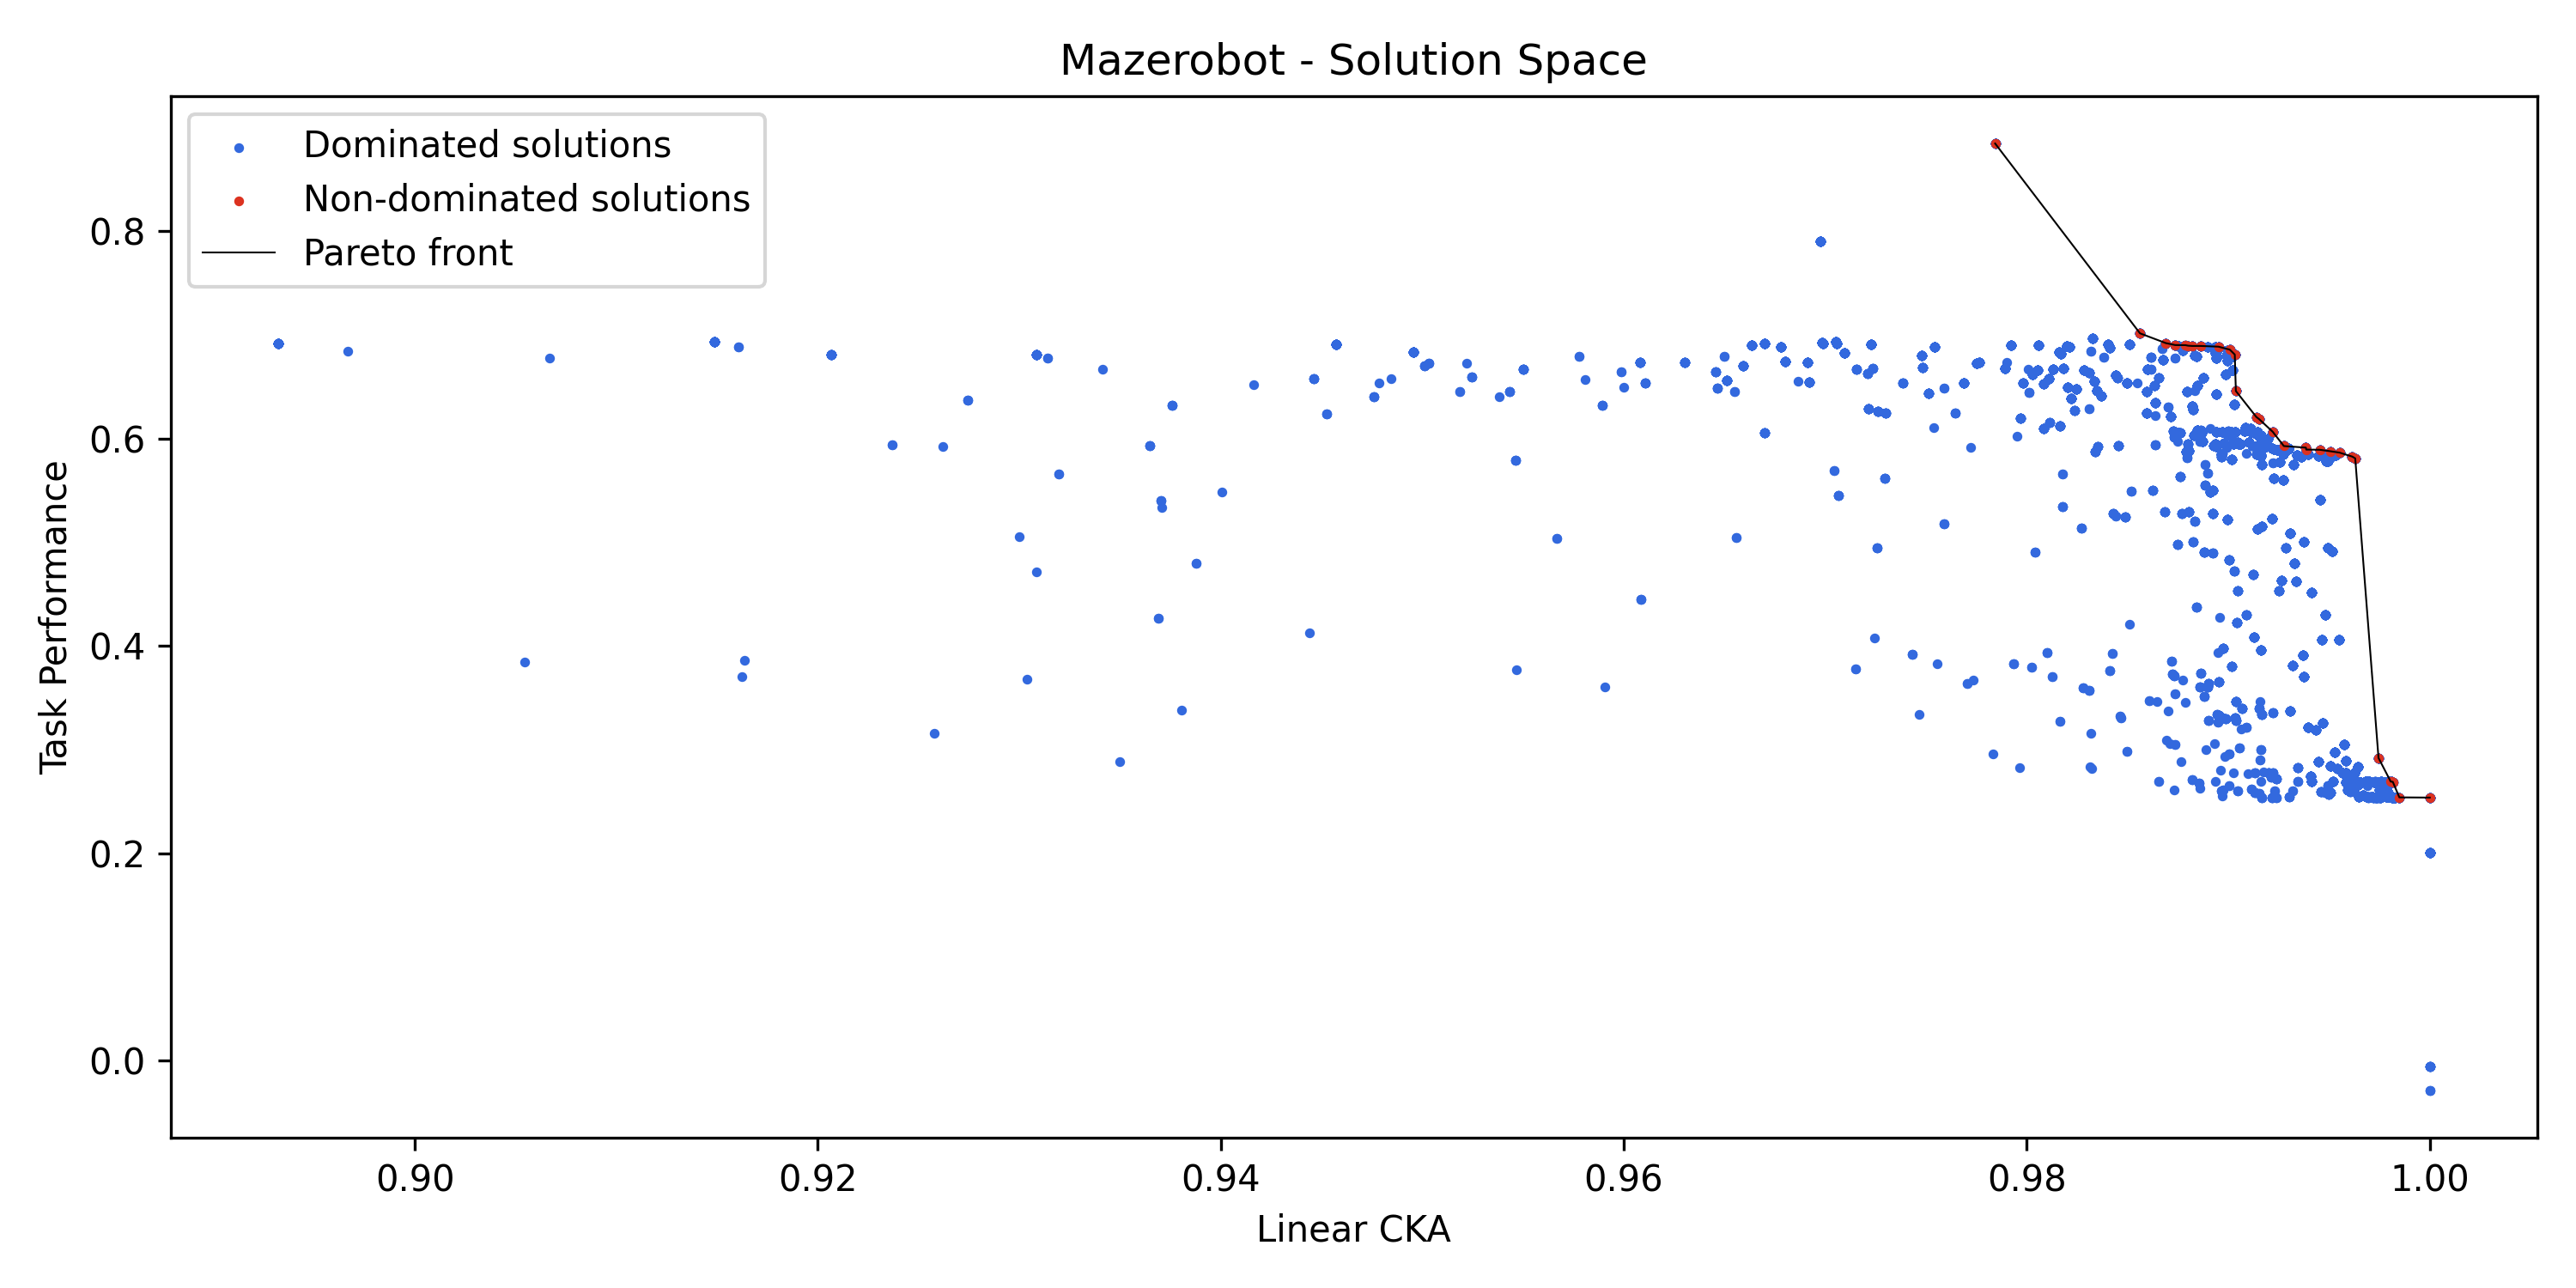 Mazerobot - Solution Space
Dominated solutions
Non-dominated solutions
Pareto front
Task Performance
0.8
0.6
0.4
0.2
0.0
0.90
0.92
0.94
0.96
0.98
1.00
Linear CKA